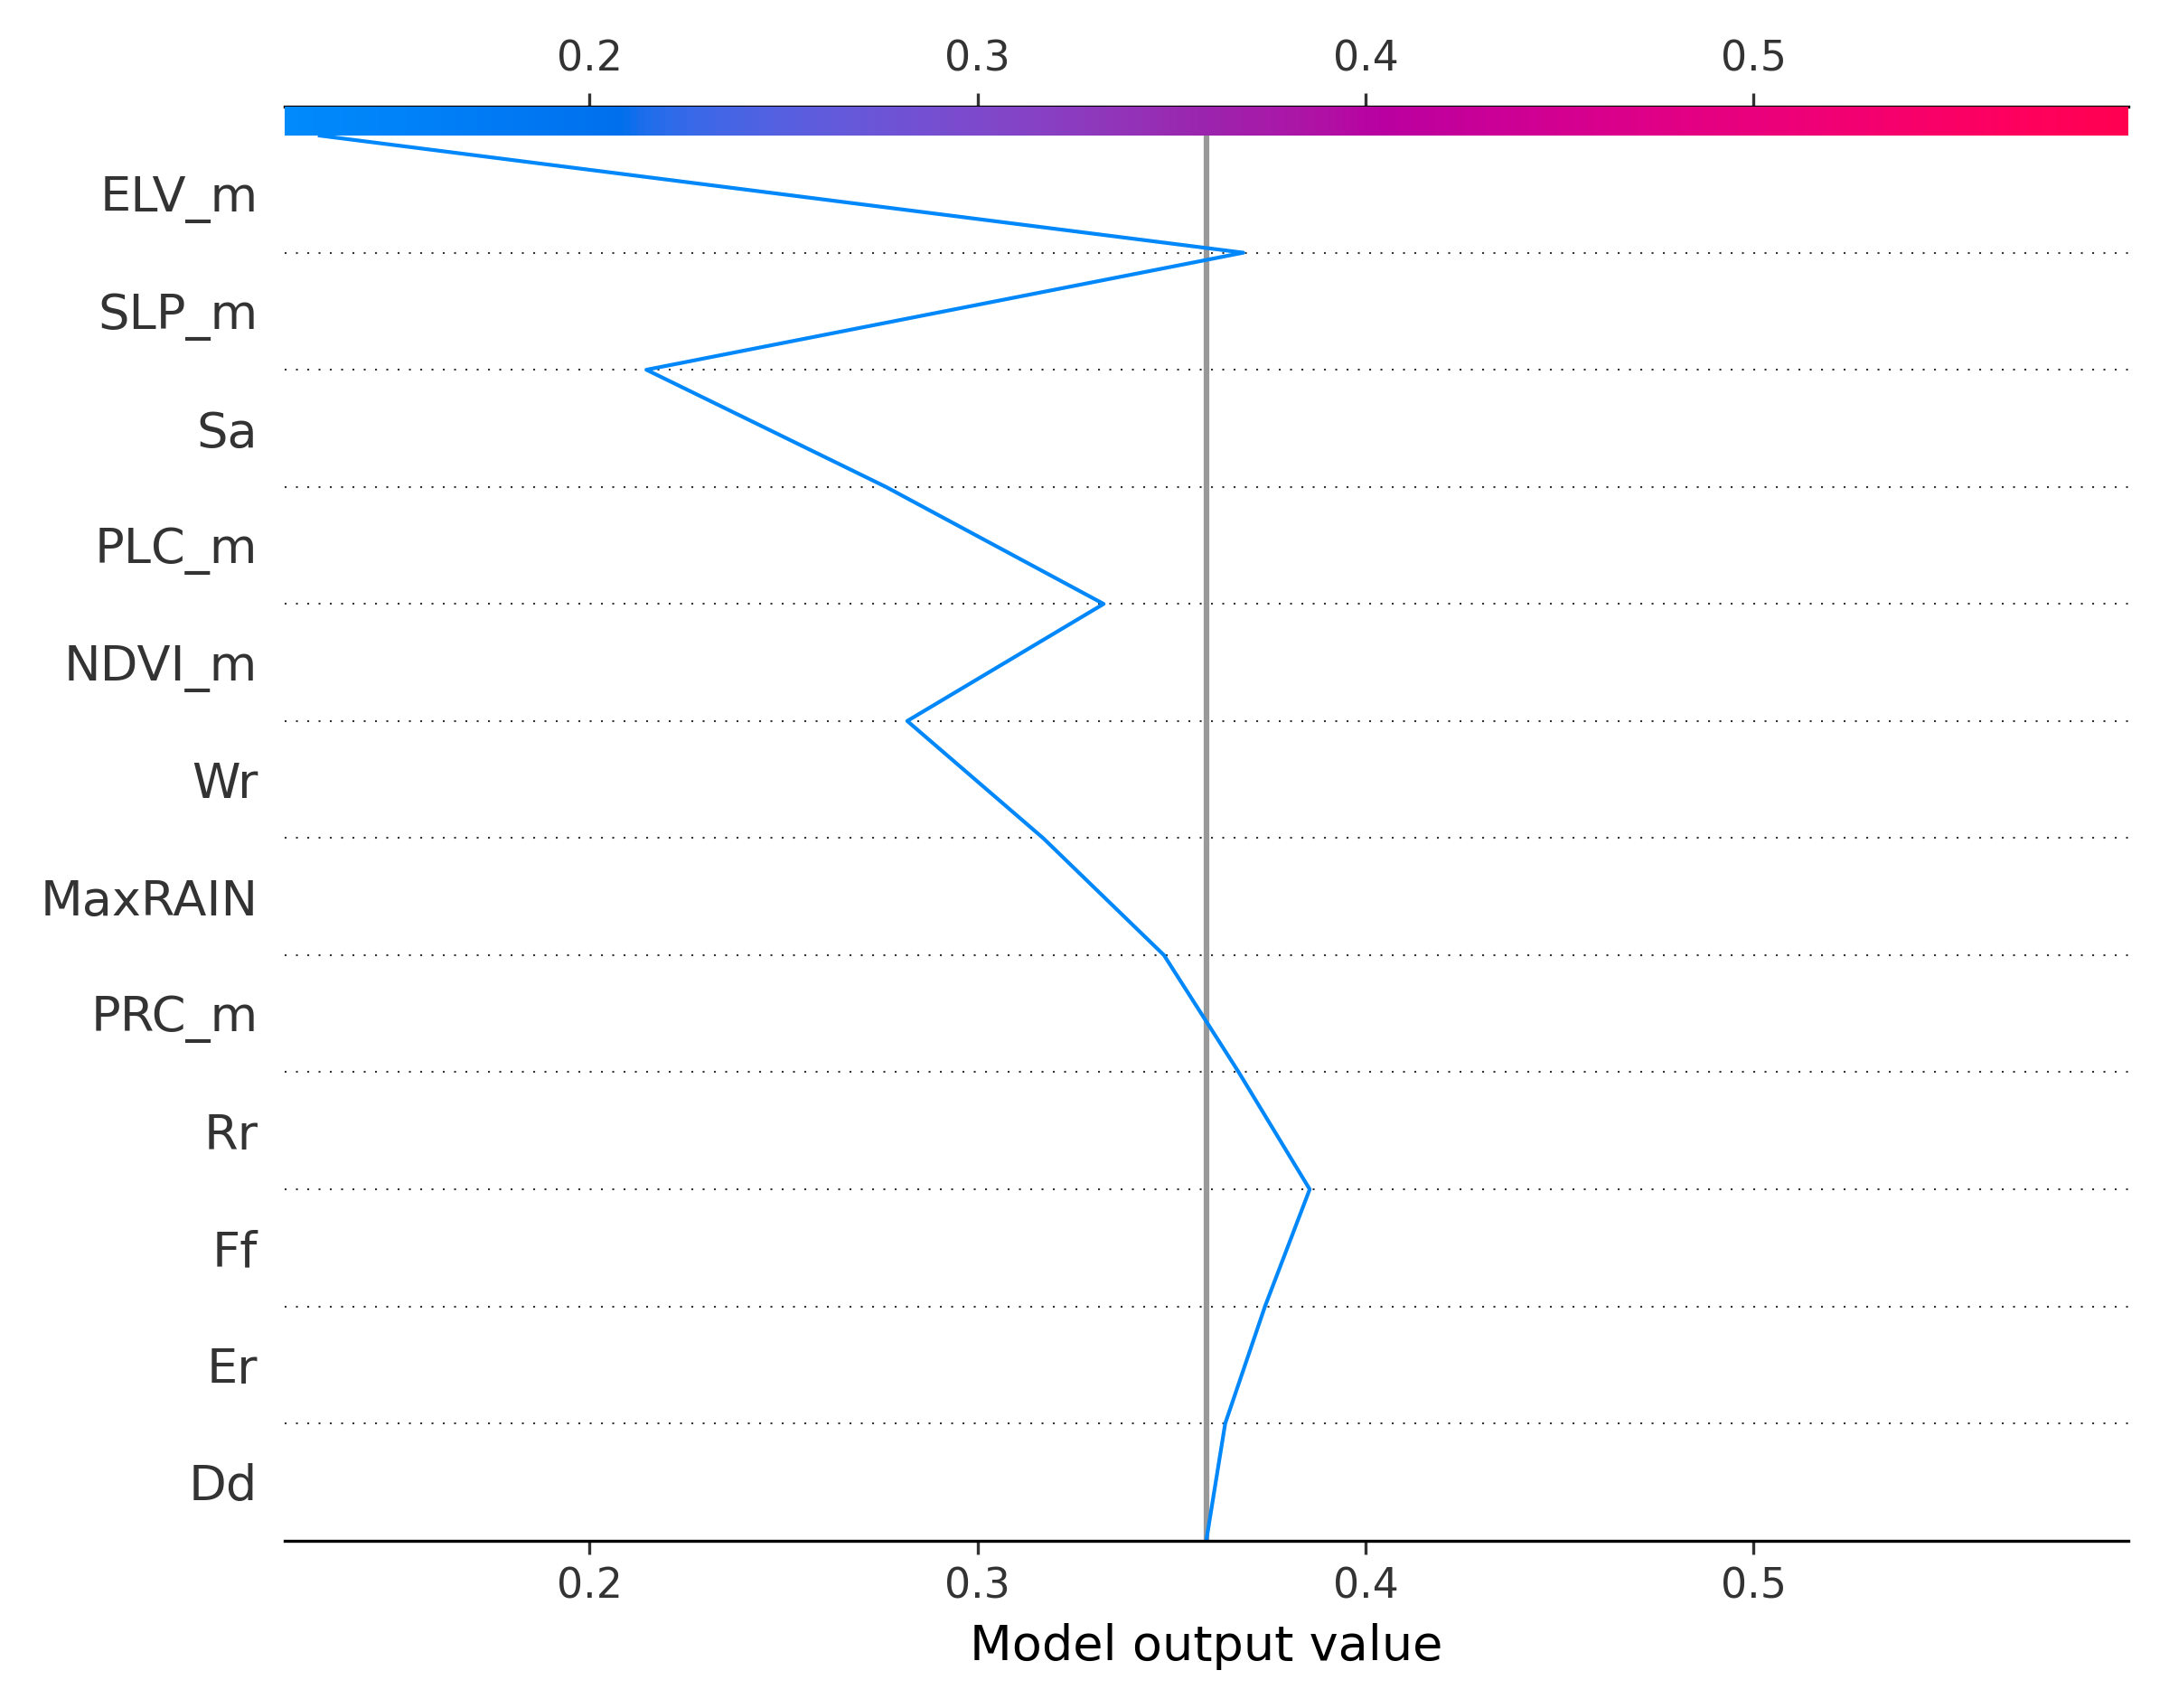 0.2 0.3 0.4 0.5
ELV_m
SLP_m
Sa
PLC_m
NDVI_m
Wr
MaxRAIN
PRC_m
Rr
Ff
Er
Dd
0.2 0.3 0.4 0.5
Model output value